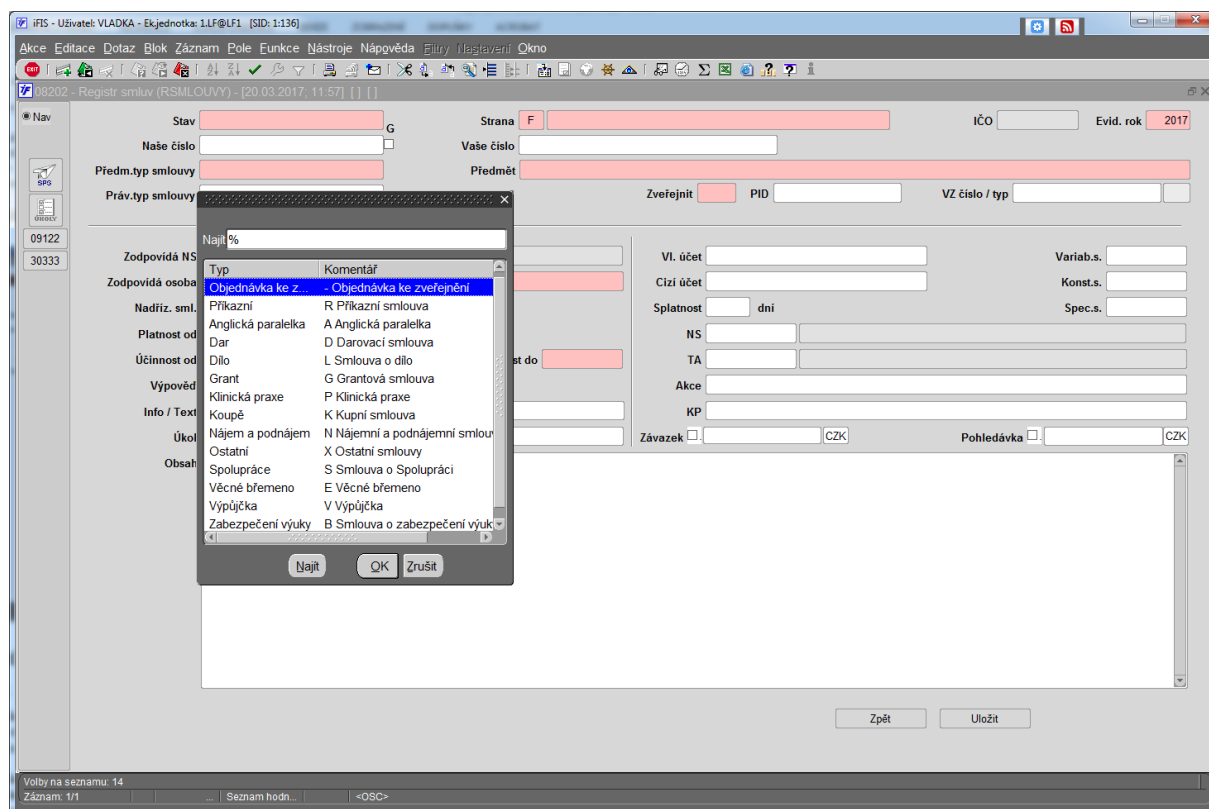 iFIS - Uživatel: VLADKA - Ek.jednotka: 1.LF@LF1 [SID: 1:136]
Akce Editace Dotaz Blok Záznam Pole Funkce Nástroje Nápověda Filtry Nastavení Okno
EXIT
08202 - Registr smluv (RSMLOUVY) - [20.03.2017; 11:57] [ ] [ ]
Nav
Stav G Strana F IČO Evid. rok 2017
Naše číslo Vaše číslo
SPG
Předm.typ smlouvy Předmět
Práv.typ smlouvy Zveřejnit PID VZ číslo / typ
ÚKOLY
09122
30333
Najít %
Zodpovídá NS Vl. účet Variab.s.
Typ Komentář
Zodpovídá osoba Cizí účet Konst.s.
Objednávka ke z... - Objednávka ke zveřejnění
Nadříz. sml. Splatnost dní Spec.s.
Příkazní R Příkazní smlouva
Anglická paralelka A Anglická paralelka
Platnost od NS
Dar D Darovací smlouva
Účinnost od st do TA
Dílo L Smlouva o dílo
Grant G Grantová smlouva
Výpověď Akce
Klinická praxe P Klinická praxe
Info / Text KP
Koupě K Kupní smlouva
Nájem a podnájem N Nájemní a podnájemní smlouv
Úkol Závazek . CZK Pohledávka . CZK
Ostatní X Ostatní smlouvy
Obsah
Spolupráce S Smlouva o Spolupráci
Věcné břemeno E Věcné břemeno
Výpůjčka V Výpůjčka
Zabezpečení výuky B Smlouva o zabezpečení výuk
Najít OK Zrušit
Zpět Uložit
Volby na seznamu: 14
Záznam: 1/1 ... Seznam hodn... <OSC>